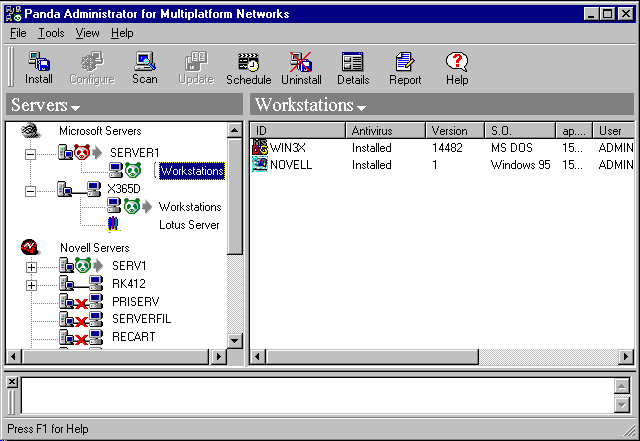 Panda Administrator for Multiplatform Networks
File Tools View Help
Install Configure Scan Update Schedule Uninstall Details Report Help
Servers
Microsoft Servers
SERVER1
Workstations
X365D
Workstations
Lotus Server
Novell Servers
SERV1
RK412
PRISERV
SERVERFIL
RECART
Workstations
ID Antivirus Version S.O. ap.... User
WIN3X Installed 14482 MS DOS 15... ADMIN
NOVELL Installed 1 Windows 95 15... ADMIN
Press F1 for Help